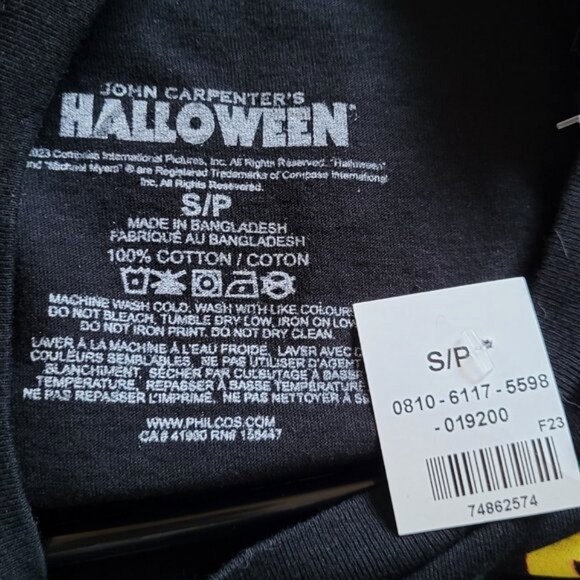 JOHN CARPENTER'S
HALLOWEEN
2023 Compass International Pictures, Inc. All Rights Reserved. "Halloween"
and "Michael Myers" ® are Registered Trademarks of Compass International
Inc. All Rights Reserved.
S/P
MADE IN BANGLADESH
FABRIQUÉ AU BANGLADESH
100% COTTON / COTON
MACHINE WASH COLD. WASH WITH LIKE COLOURS
DO NOT BLEACH. TUMBLE DRY LOW. IRON ON LOW
DO NOT IRON PRINT. DO NOT DRY CLEAN.
LAVER À LA MACHINE À L'EAU FROIDE. LAVER AVEC
COULEURS SEMBLABLES. NE PAS UTILISER D'AGENT
BLANCHIMENT. SÉCHER PAR CULBUTAGE À BASSE
TEMPÉRATURE. REPASSER À BASSE TEMPÉRATURE
NE PAS REPASSER L'IMPRIMÉ. NE PAS NETTOYER À
WWW.PHILCOS.COM
CA# 41980 RN# 156447
S/P
0810-6117-5598
-019200
F23
74862574